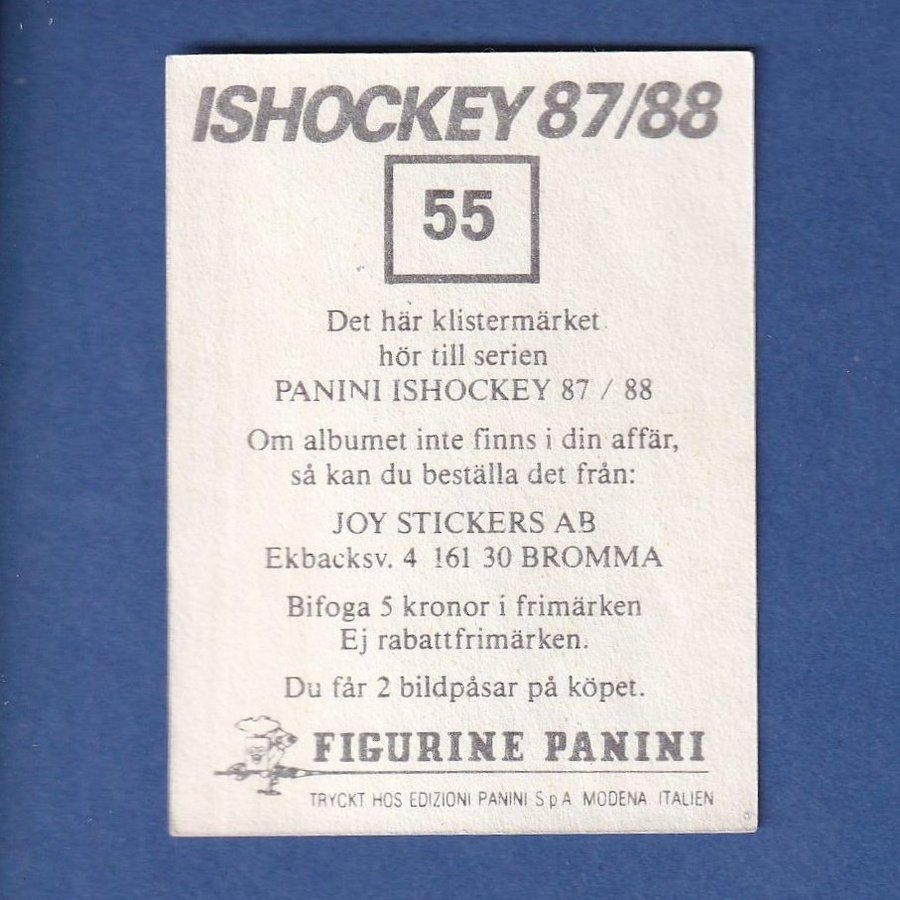 ISHOCKEY 87/88
55
Det här klistermärket
hör till serien
PANINI ISHOCKEY 87 / 88
Om albumet inte finns i din affär,
så kan du beställa det från:
JOY STICKERS AB
Ekbacksv. 4 161 30 BROMMA
Bifoga 5 kronor i frimärken
Ej rabattfrimärken.
Du får 2 bildpåsar på köpet.
FIGURINE PANINI
TRYCKT HOS EDIZIONI PANINI S p A MODENA ITALIEN